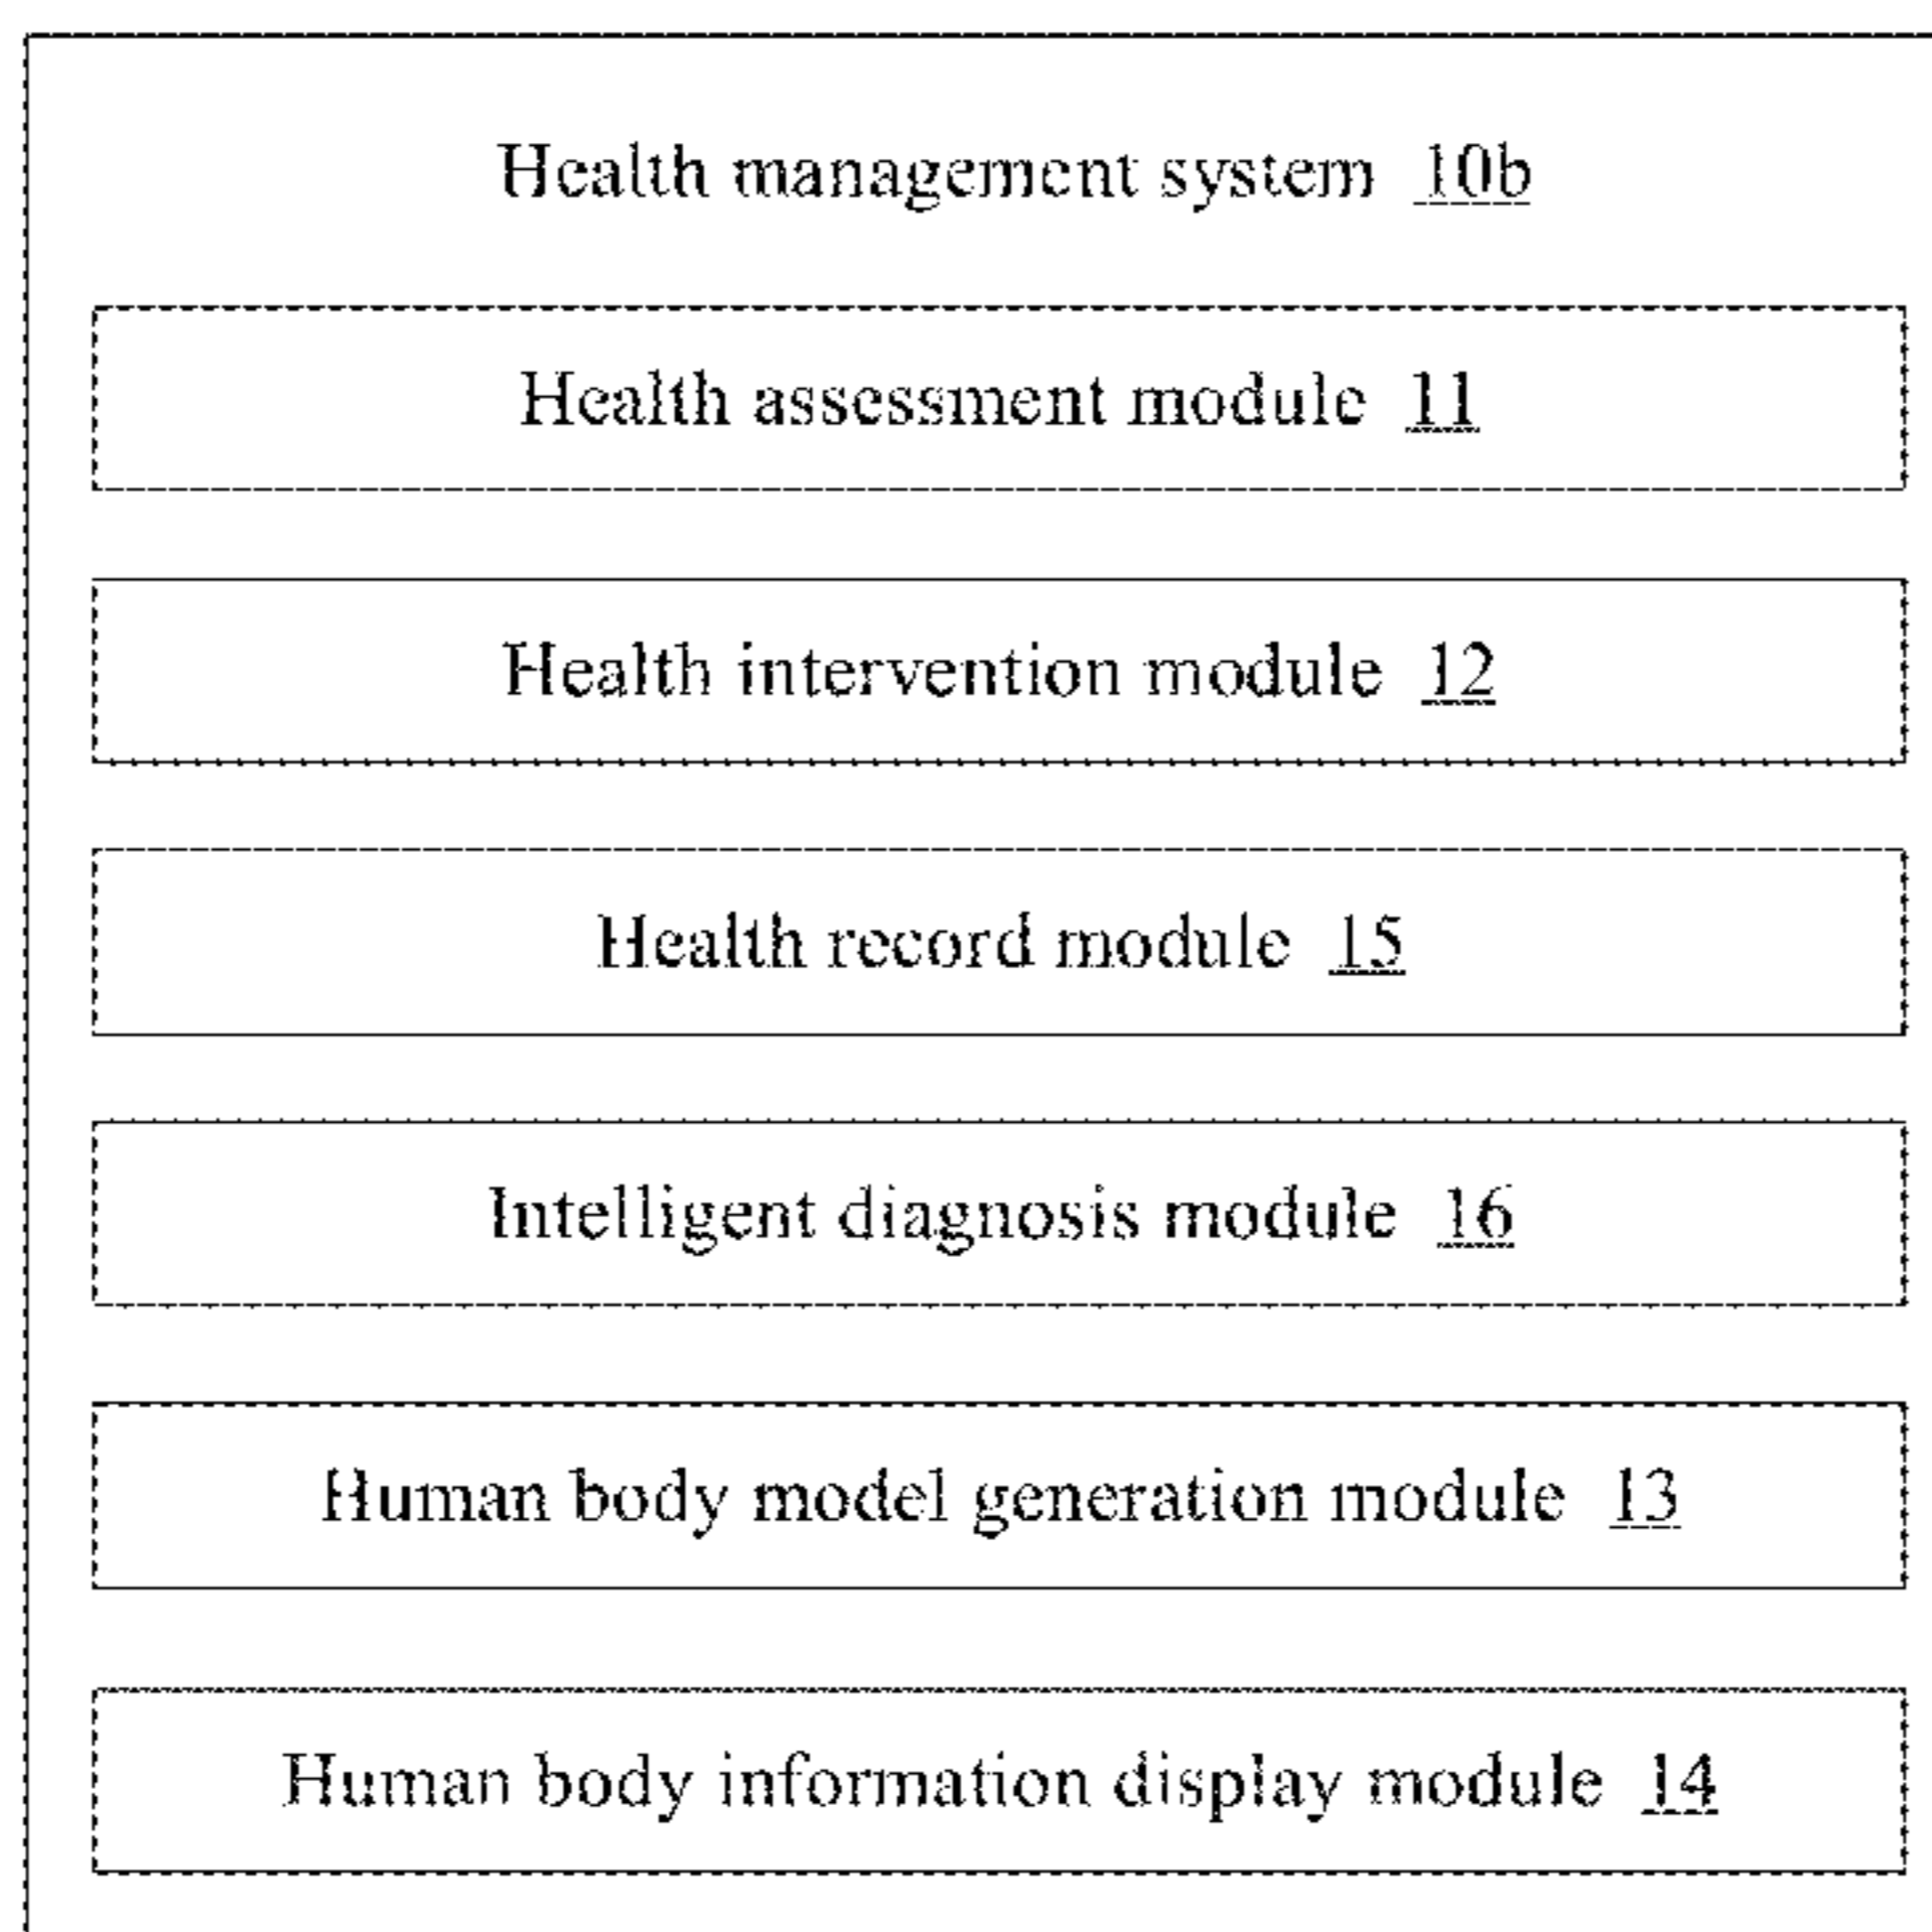 Health management system 10b
Health assessment module 11
Health intervention module 12
Health record module 15
Intelligent diagnosis module 16
Human body model generation module 13
Human body information display module 14